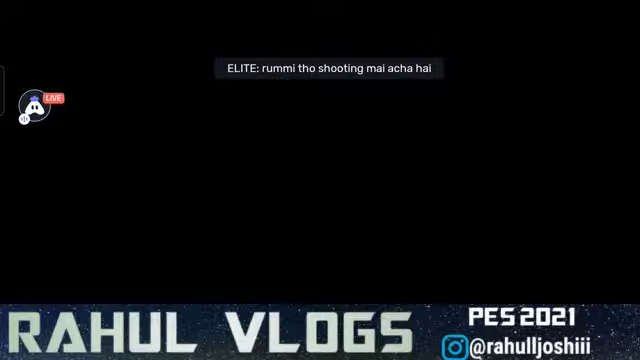 ELITE: rummi tho shooting mai acha hai
LIVE
RAHUL VLOGS
PES 2021
@rahulljoshiii